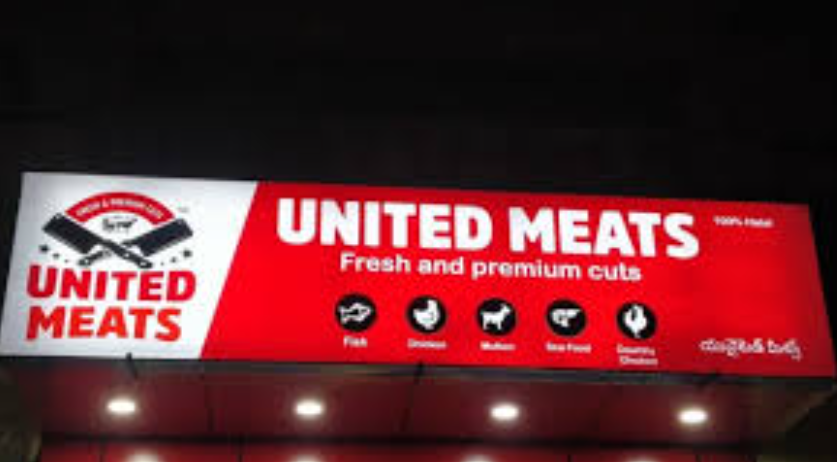 FRESH & PREMIUM CUTS
UNITED
MEATS
UNITED MEATS
100% Halal
Fresh and premium cuts
Fish
Chicken
Mutton
Sea Food
Country
Chicken
యునైటెడ్ మీట్స్